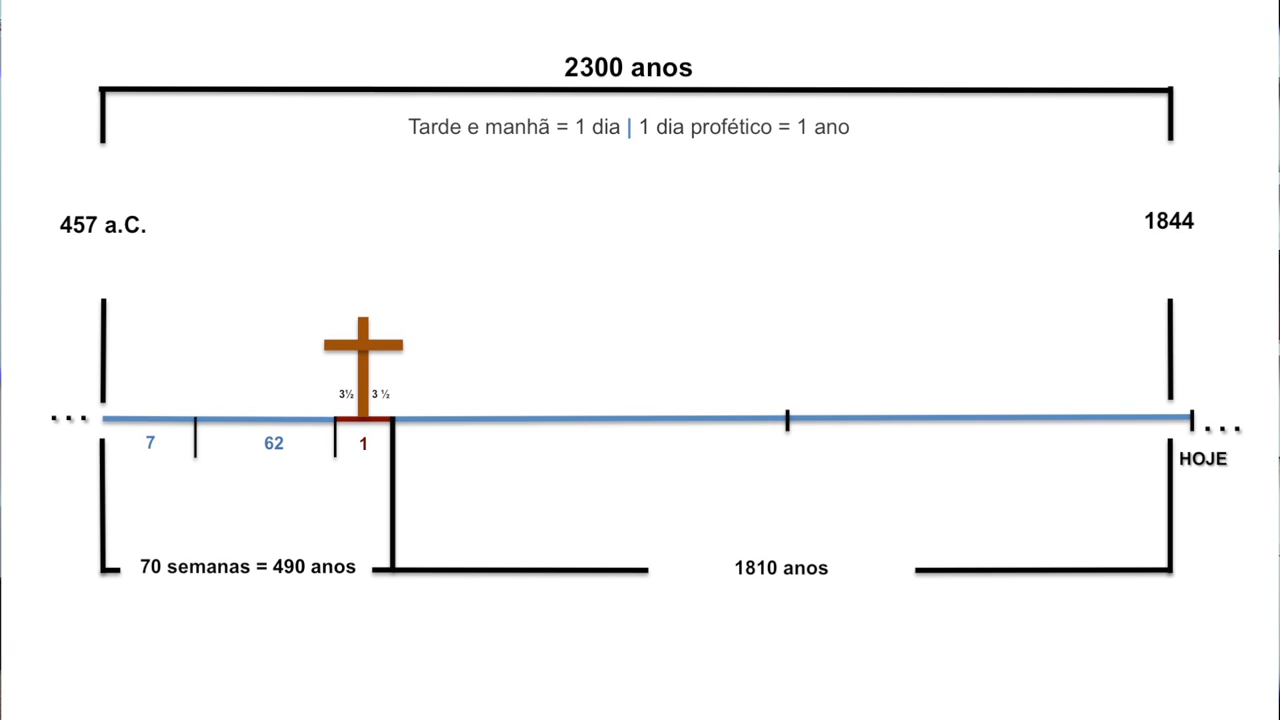 2300 anos
Tarde e manhã = 1 dia | 1 dia profético = 1 ano
457 a.C.
1844
3½ 3 ½
...
7 62 1
...
HOJE
70 semanas = 490 anos
1810 anos